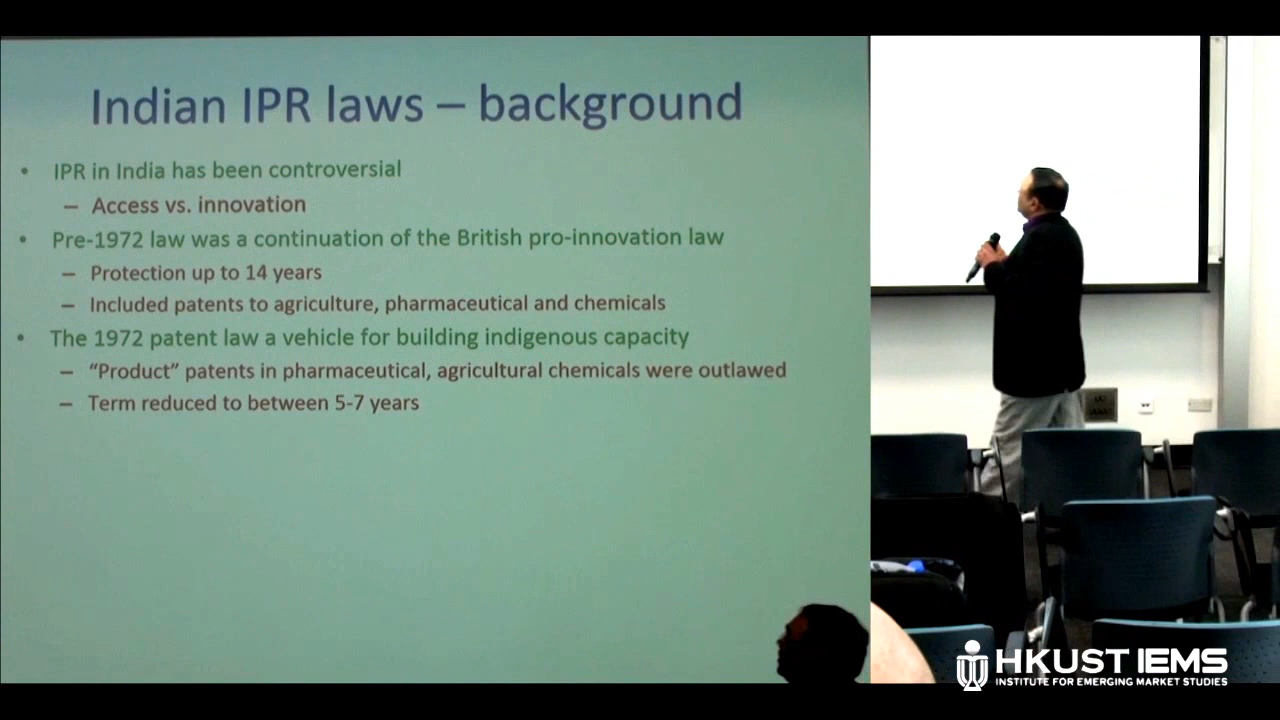 Indian IPR laws – background
• IPR in India has been controversial
– Access vs. innovation
• Pre-1972 law was a continuation of the British pro-innovation law
– Protection up to 14 years
– Included patents to agriculture, pharmaceutical and chemicals
• The 1972 patent law a vehicle for building indigenous capacity
– “Product” patents in pharmaceutical, agricultural chemicals were outlawed
– Term reduced to between 5-7 years
HKUST IEMS
INSTITUTE FOR EMERGING MARKET STUDIES